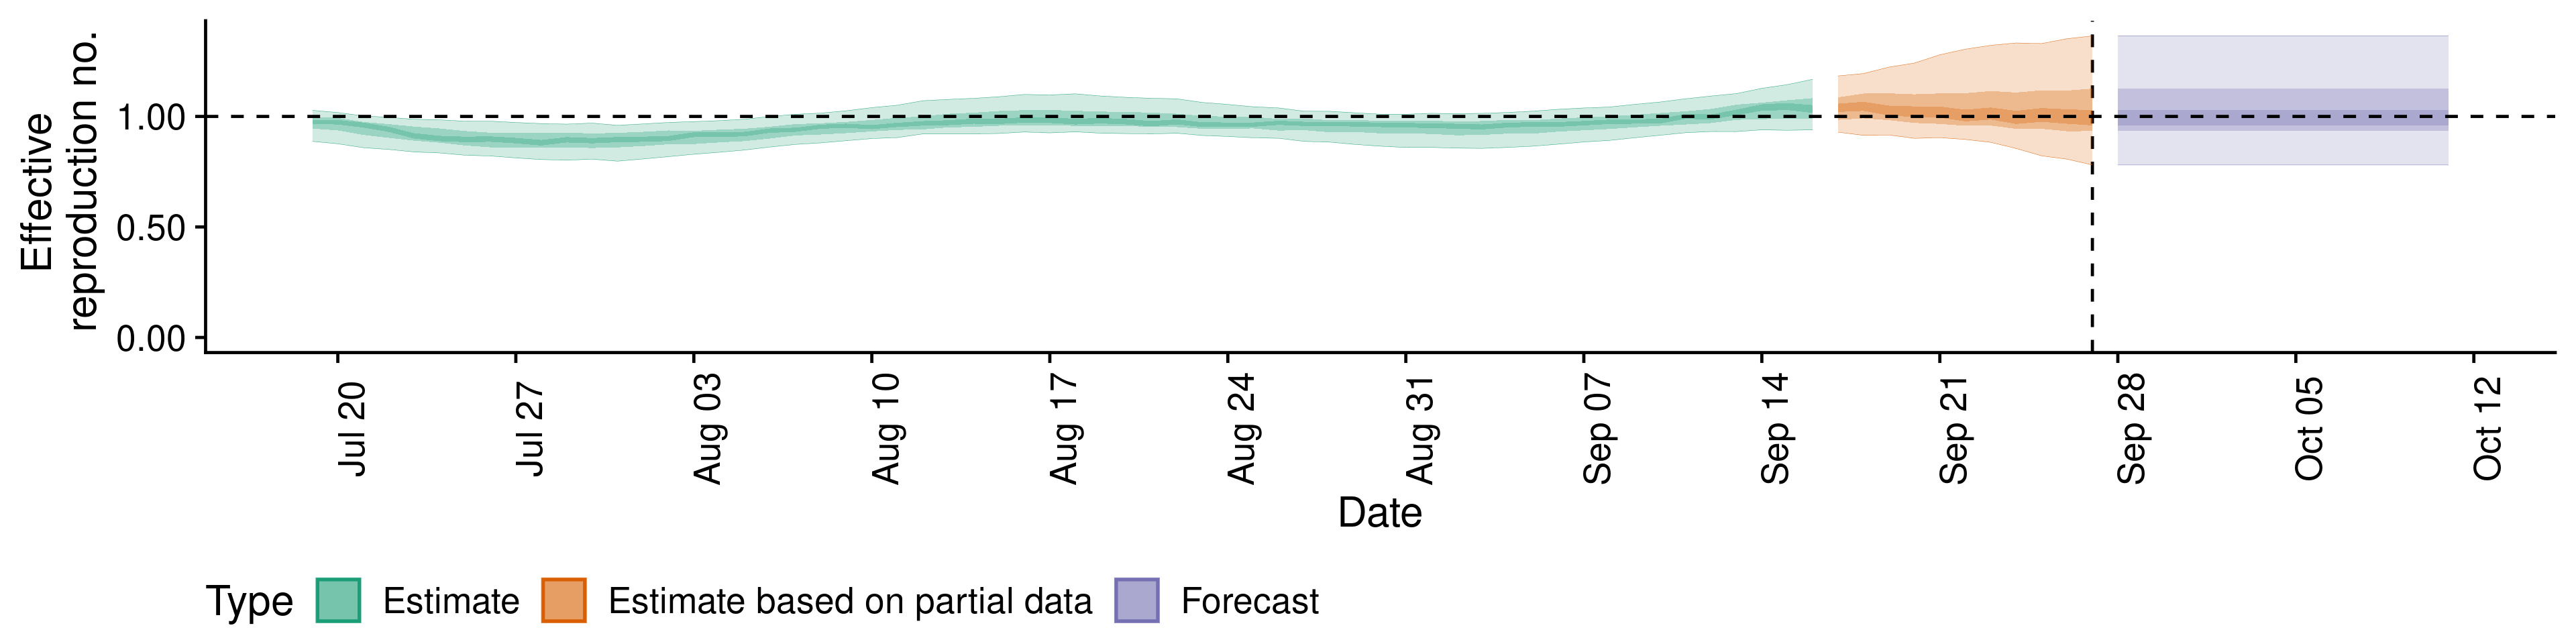 Effective
reproduction no.
1.00
0.50
0.00
Jul 20
Jul 27
Aug 03
Aug 10
Aug 17
Aug 24
Aug 31
Sep 07
Sep 14
Sep 21
Sep 28
Oct 05
Oct 12
Date
Type Estimate Estimate based on partial data Forecast